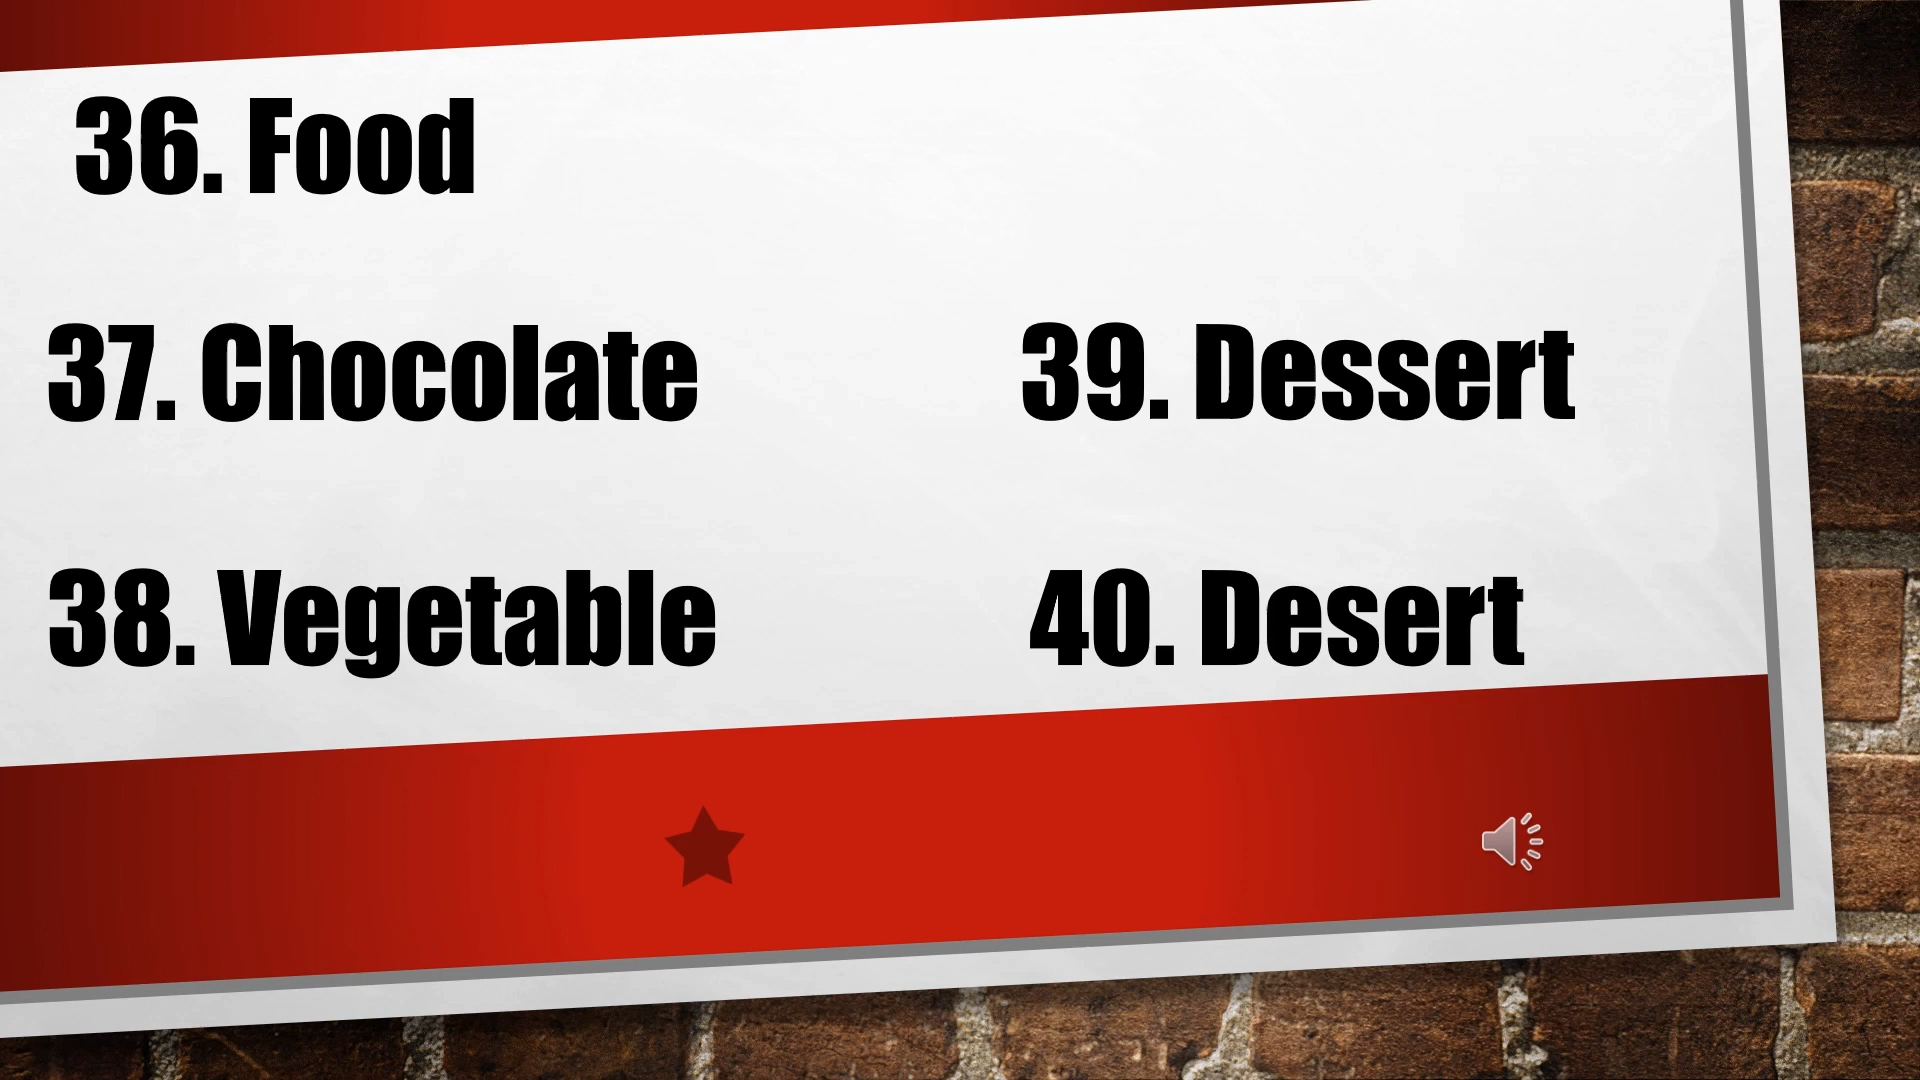 36. Food
37. Chocolate
38. Vegetable
39. Dessert
40. Desert